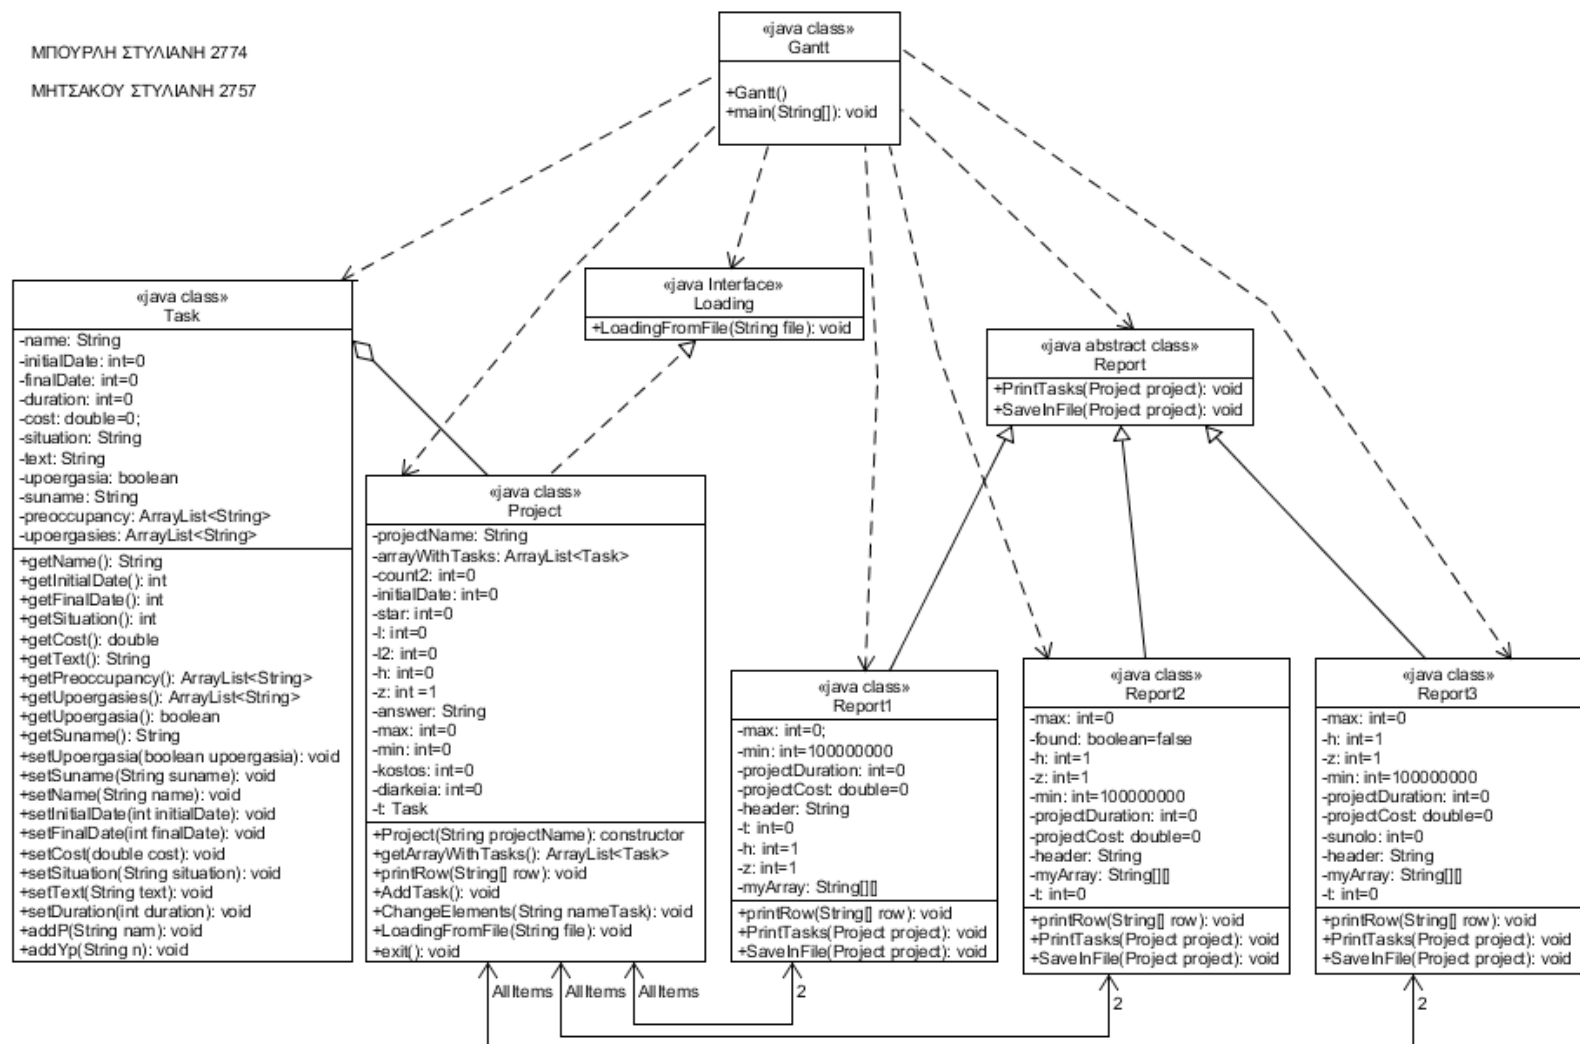 ΜΠΟΥΡΛΗ ΣΤΥΛΙΑΝΗ 2774
ΜΗΤΣΑΚΟΥ ΣΤΥΛΙΑΝΗ 2757
«java class»
Gantt
+Gantt()
+main(String[]): void
«java class»
Task
-name: String
-initialDate: int=0
-finalDate: int=0
-duration: int=0
-cost: double=0;
-situation: String
-text: String
-upoergasia: boolean
-suname: String
-preoccupancy: ArrayList<String>
-upoergasies: ArrayList<String>
+getName(): String
+getInitialDate(): int
+getFinalDate(): int
+getSituation(): int
+getCost(): double
+getText(): String
+getPreoccupancy(): ArrayList<String>
+getUpoergasies(): ArrayList<String>
+getUpoergasia(): boolean
+getSuname(): String
+setUpoergasia(boolean upoergasia): void
+setSuname(String suname): void
+setName(String name): void
+setInitialDate(int initialDate): void
+setFinalDate(int finalDate): void
+setCost(double cost): void
+setSituation(String situation): void
+setText(String text): void
+setDuration(int duration): void
+addP(String nam): void
+addYp(String n): void
«java Interface»
Loading
+LoadingFromFile(String file): void
«java abstract class»
Report
+PrintTasks(Project project): void
+SaveInFile(Project project): void
«java class»
Project
-projectName: String
-arrayWithTasks: ArrayList<Task>
-count2: int=0
-initialDate: int=0
-star: int=0
-l: int=0
-l2: int=0
-h: int=0
-z: int =1
-answer: String
-max: int=0
-min: int=0
-kostos: int=0
-diarkeia: int=0
-t: Task
+Project(String projectName): constructor
+getArrayWithTasks(): ArrayList<Task>
+printRow(String[] row): void
+AddTask(): void
+ChangeElements(String nameTask): void
+LoadingFromFile(String file): void
+exit(): void
«java class»
Report1
-max: int=0;
-min: int=100000000
-projectDuration: int=0
-projectCost: double=0
-header: String
-t: int=0
-h: int=1
-z: int=1
-myArray: String[][]
+printRow(String[] row): void
+PrintTasks(Project project): void
+SaveInFile(Project project): void
«java class»
Report2
-max: int=0
-found: boolean=false
-h: int=1
-z: int=1
-min: int=100000000
-projectDuration: int=0
-projectCost: double=0
-header: String
-myArray: String[][]
-t: int=0
+printRow(String[] row): void
+PrintTasks(Project project): void
+SaveInFile(Project project): void
«java class»
Report3
-max: int=0
-h: int=1
-z: int=1
-min: int=100000000
-projectDuration: int=0
-projectCost: double=0
-sunolo: int=0
-header: String
-myArray: String[][]
-t: int=0
+printRow(String[] row): void
+PrintTasks(Project project): void
+SaveInFile(Project project): void
AllItems
AllItems
AllItems
2
2
2